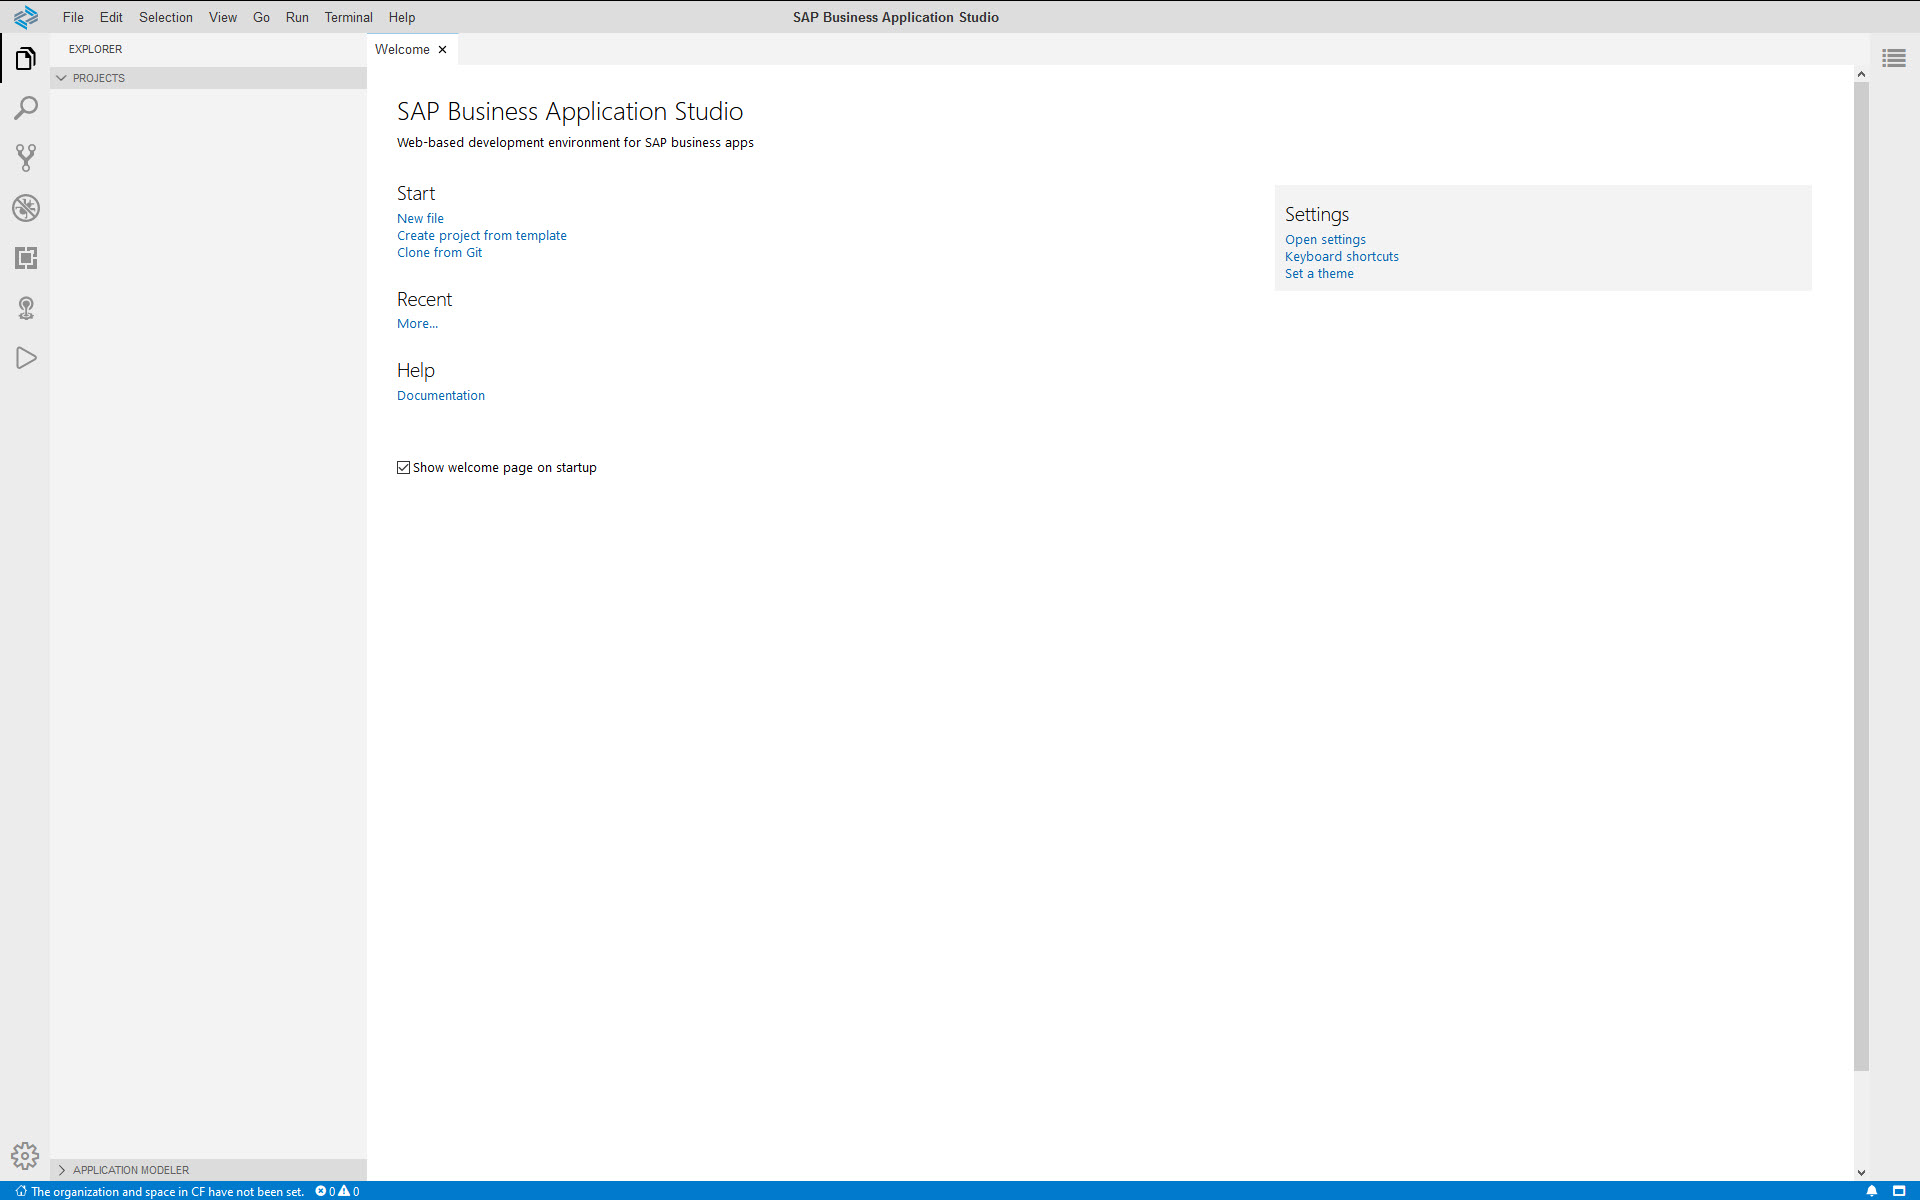 File Edit Selection View Go Run Terminal Help SAP Business Application Studio
EXPLORER
PROJECTS
Welcome
SAP Business Application Studio
Web-based development environment for SAP business apps
Start
New file
Create project from template
Clone from Git
Recent
More...
Help
Documentation
Show welcome page on startup
Settings
Open settings
Keyboard shortcuts
Set a theme
APPLICATION MODELER
The organization and space in CF have not been set. 0 0